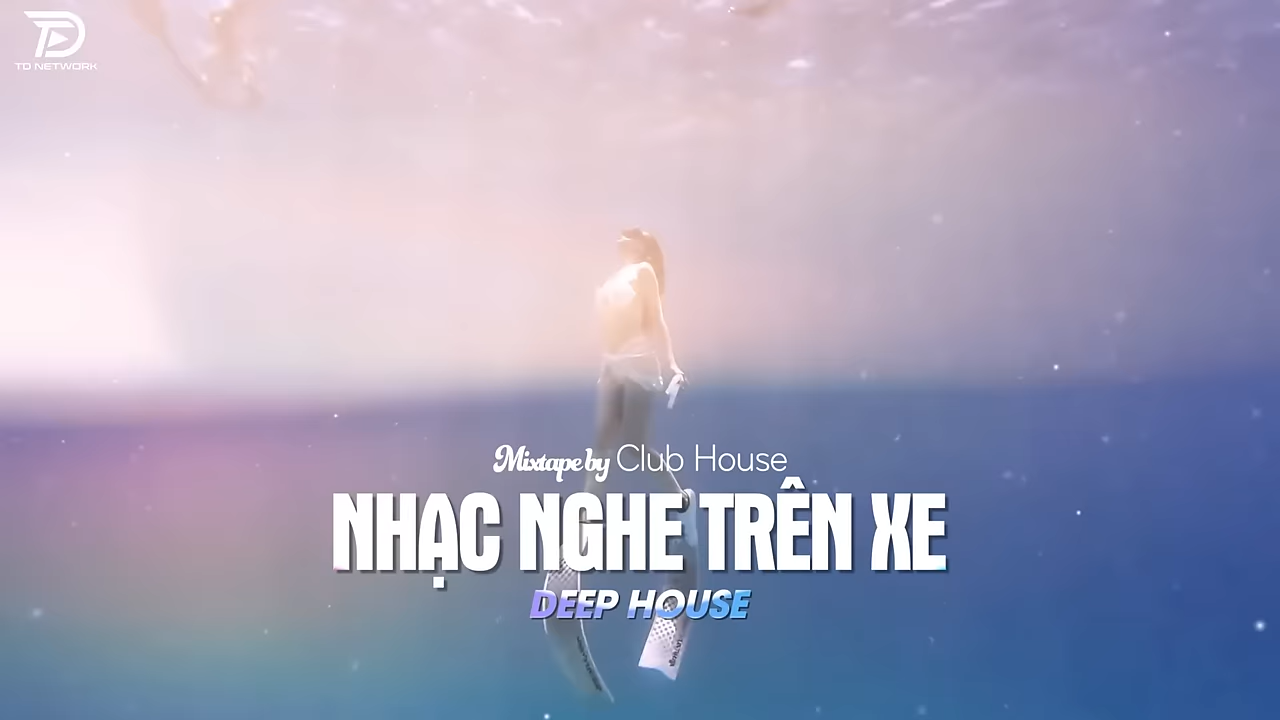 TD NETWORK
Mixtape by Club House
NHẠC NGHE TRÊN XE
DEEP HOUSE